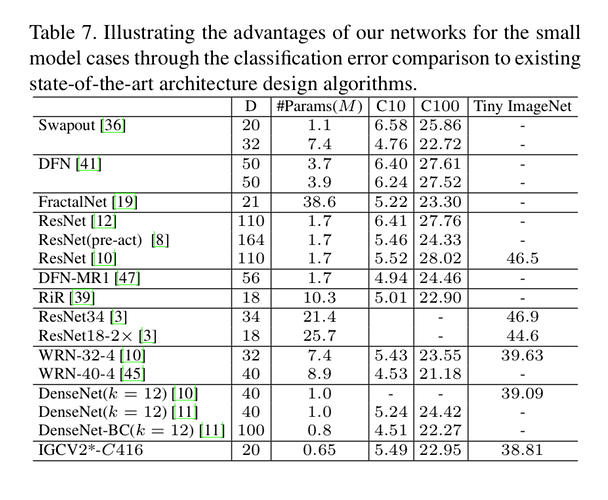 Table 7. Illustrating the advantages of our networks for the small
model cases through the classification error comparison to existing
state-of-the-art architecture design algorithms.
D #Params(M) C10 C100 Tiny ImageNet
Swapout [36] 20 1.1 6.58 25.86 -
32 7.4 4.76 22.72 -
DFN [41] 50 3.7 6.40 27.61 -
50 3.9 6.24 27.52 -
FractalNet [19] 21 38.6 5.22 23.30 -
ResNet [12] 110 1.7 6.41 27.76 -
ResNet(pre-act) [8] 164 1.7 5.46 24.33 -
ResNet [10] 110 1.7 5.52 28.02 46.5
DFN-MR1 [47] 56 1.7 4.94 24.46 -
RiR [39] 18 10.3 5.01 22.90 -
ResNet34 [3] 34 21.4 - 46.9
ResNet18-2× [3] 18 25.7 - 44.6
WRN-32-4 [10] 32 7.4 5.43 23.55 39.63
WRN-40-4 [45] 40 8.9 4.53 21.18 -
DenseNet(k = 12) [10] 40 1.0 - - 39.09
DenseNet(k = 12) [11] 40 1.0 5.24 24.42 -
DenseNet-BC(k = 12) [11] 100 0.8 4.51 22.27 -
IGCV2*-C416 20 0.65 5.49 22.95 38.81